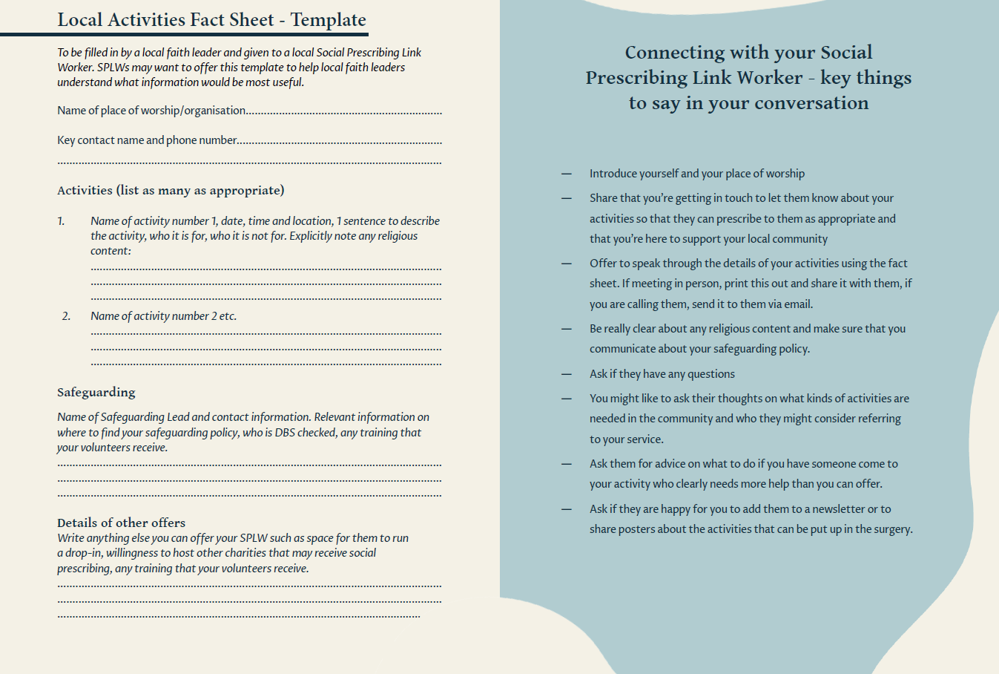 Local Activities Fact Sheet - Template
To be filled in by a local faith leader and given to a local Social Prescribing Link
Worker. SPLWs may want to offer this template to help local faith leaders
understand what information would be most useful.
Name of place of worship/organisation................................................................
Key contact name and phone number...................................................................
..............................................................................................................................
Activities (list as many as appropriate)
1. Name of activity number 1, date, time and location, 1 sentence to describe
the activity, who it is for, who it is not for. Explicitly note any religious
content:
...................................................................................................................
...................................................................................................................
...................................................................................................................
2. Name of activity number 2 etc.
...................................................................................................................
...................................................................................................................
...................................................................................................................
Safeguarding
Name of Safeguarding Lead and contact information. Relevant information on
where to find your safeguarding policy, who is DBS checked, any training that
your volunteers receive.
..............................................................................................................................
..............................................................................................................................
..............................................................................................................................
Details of other offers
Write anything else you can offer your SPLW such as space for them to run
a drop-in, willingness to host other charities that may receive social
prescribing, any training that your volunteers receive.
..............................................................................................................................
..............................................................................................................................
.......................................................................................................................
Connecting with your Social
Prescribing Link Worker - key things
to say in your conversation
— Introduce yourself and your place of worship
— Share that you’re getting in touch to let them know about your
activities so that they can prescribe to them as appropriate and
that you’re here to support your local community
— Offer to speak through the details of your activities using the fact
sheet. If meeting in person, print this out and share it with them, if
you are calling them, send it to them via email.
— Be really clear about any religious content and make sure that you
communicate about your safeguarding policy.
— Ask if they have any questions
— You might like to ask their thoughts on what kinds of activities are
needed in the community and who they might consider referring
to your service.
— Ask them for advice on what to do if you have someone come to
your activity who clearly needs more help than you can offer.
— Ask if they are happy for you to add them to a newsletter or to
share posters about the activities that can be put up in the surgery.